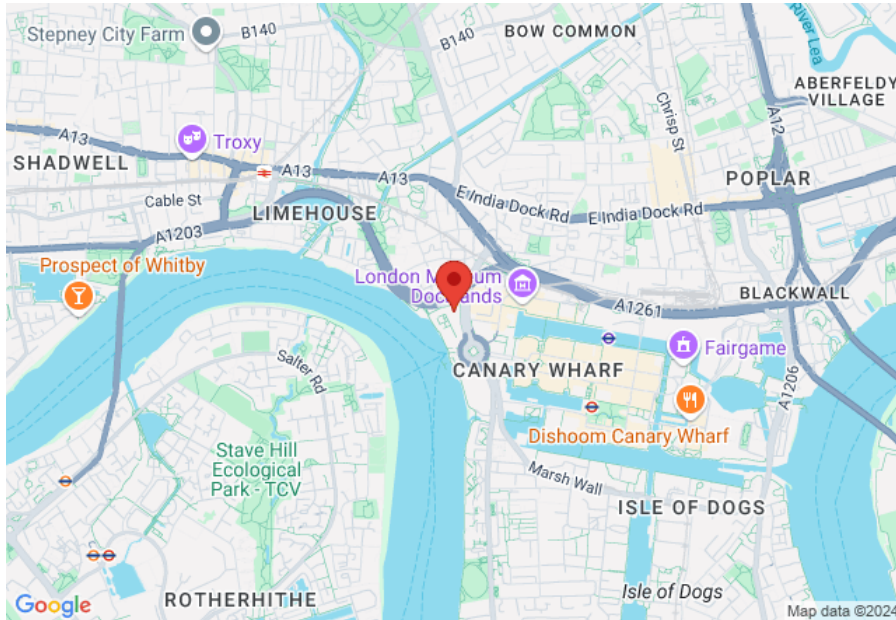 Stepney City Farm
B140
B140
BOW COMMON
River Lea
ABERFELDY
VILLAGE
A13
Troxy
A13
A13
Chrisp St
A12
SHADWELL
Cable St
LIMEHOUSE
E India Dock Rd
E India Dock Rd
POPLAR
A1203
Prospect of Whitby
London M um
Doc lands
A1261
BLACKWALL
Salter Rd
CANARY WHARF
Fairgame
A1206
Dishoom Canary Wharf
Stave Hill
Ecological
Park - TCV
Marsh Wall
ISLE OF DOGS
ROTHERHITHE
Isle of Dogs
Google
Map data ©2024